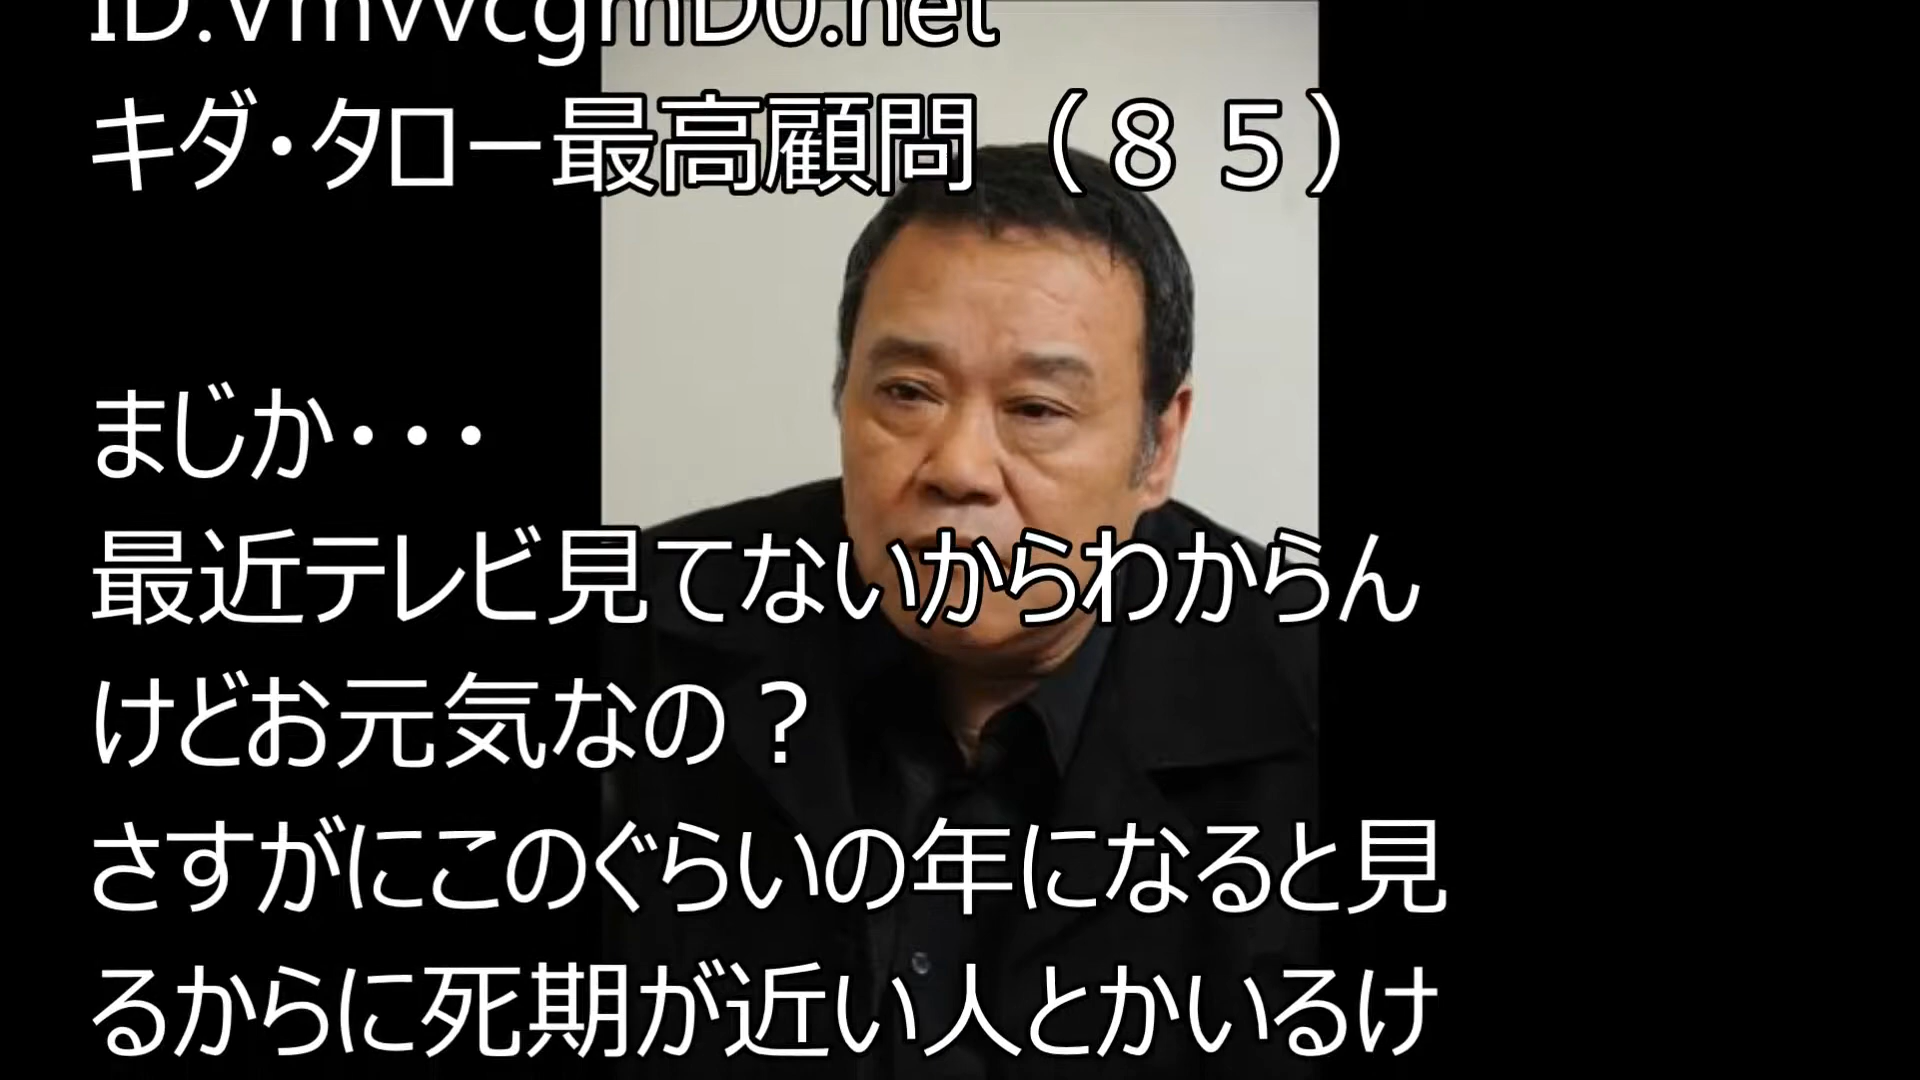 ID:VmVvcgmD0.net
キダ・タロー最高顧問（８５）
まじか・・・
最近テレビ見てないからわからん
けどお元気なの？
さすがにこのぐらいの年になると見
るからに死期が近い人とかいるけ